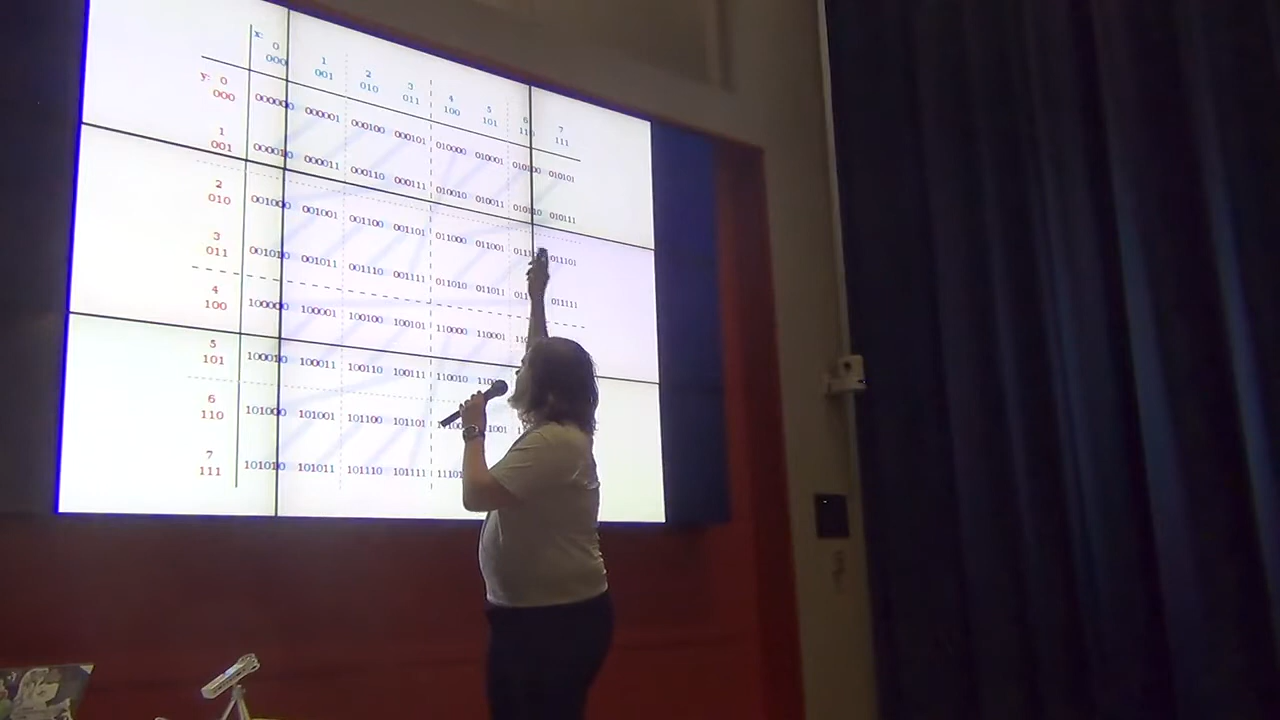 x: 0 1 2 3 4 5 6 7
000 001 010 011 100 101 110 111
y: 0
000 000000 000001 000100 000101 010000 010001 010100 010101
1
001 000010 000011 000110 000111 010010 010011 010110 010111
2
010 001000 001001 001100 001101 011000 011001 011101
3
011 001010 001011 001110 001111 011010 011011 011111
4
100 100000 100001 100100 100101 110000 110001
5
101 100010 100011 100110 100111 110010
6
110 101000 101001 101100 101101
7
111 101010 101011 101110 101111